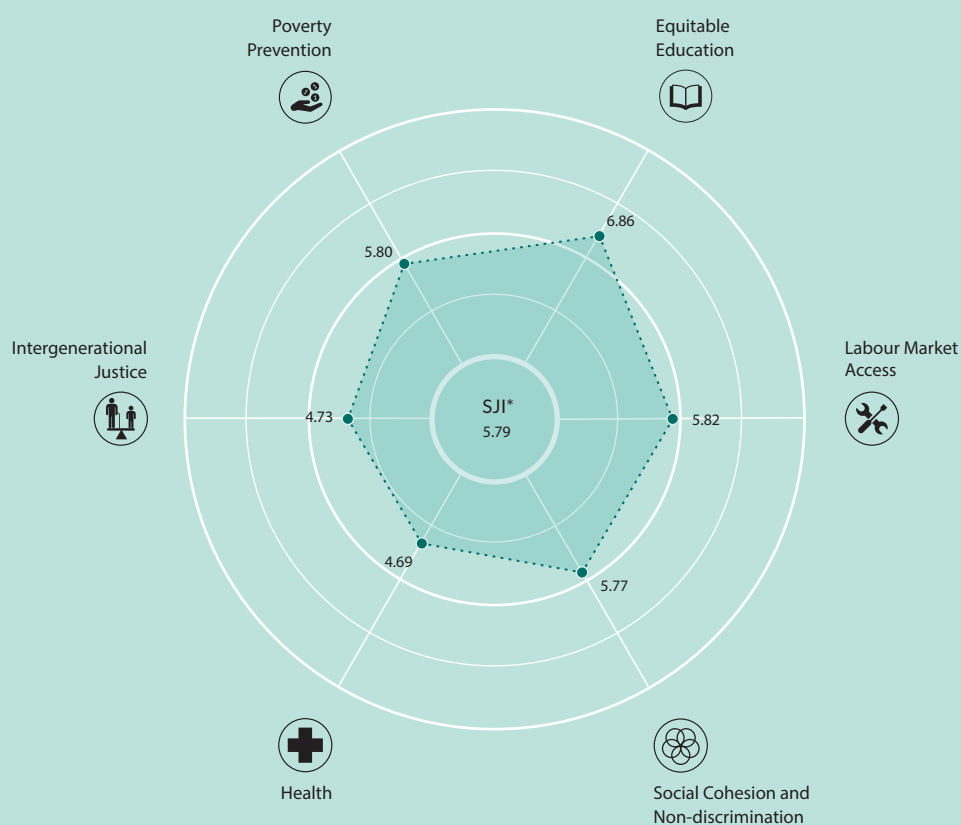 Poverty
Prevention
Equitable
Education
6.86
5.80
Intergenerational
Justice
Labour Market
Access
SJI*
5.79
4.73
5.82
4.69
5.77
Health
Social Cohesion and
Non-discrimination